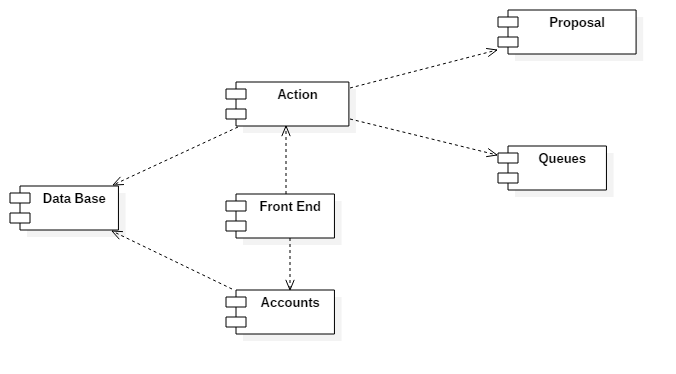 Proposal
Action
Queues
Data Base
Front End
Accounts